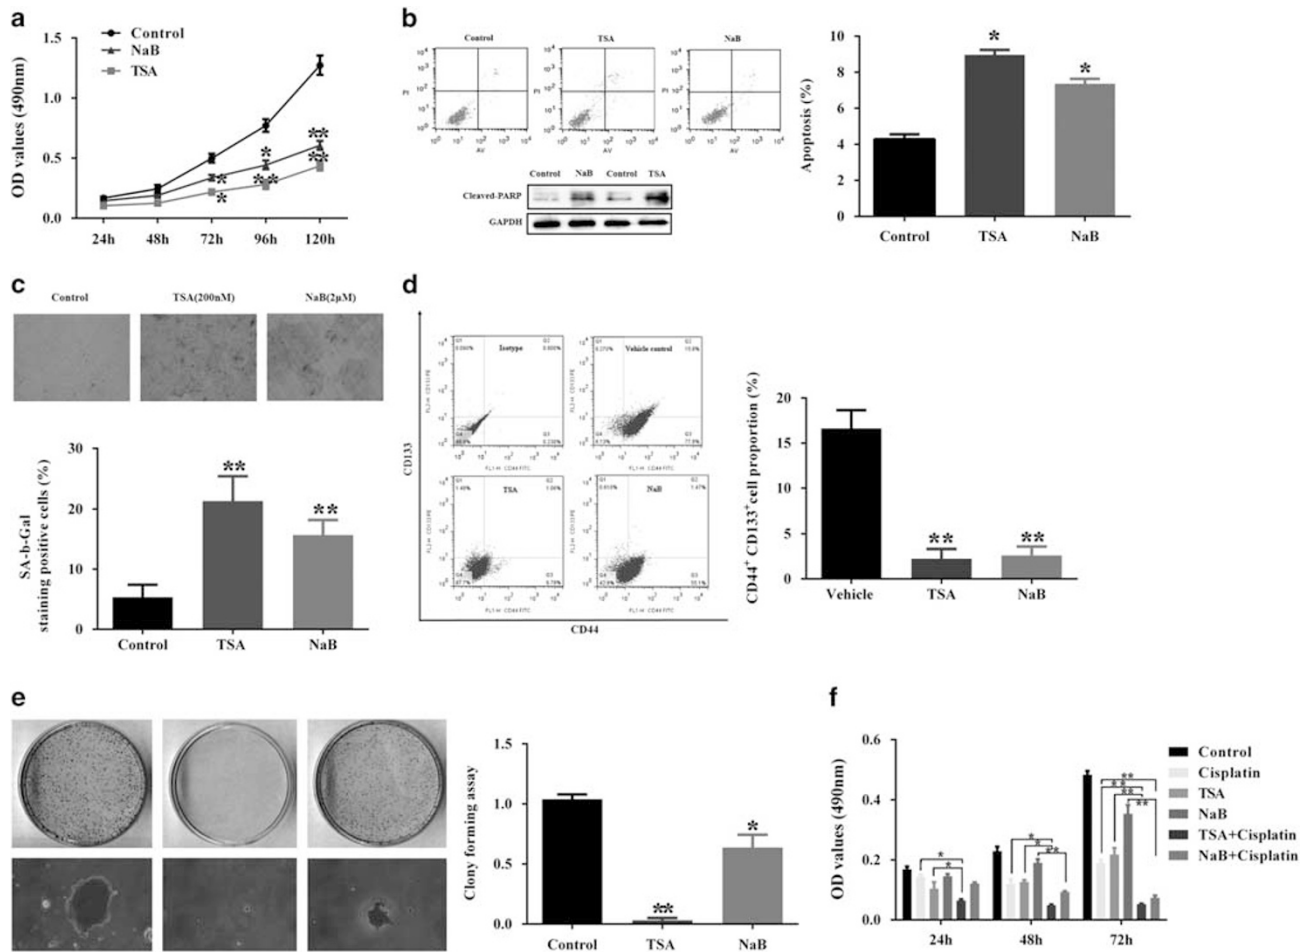 a
OD values (490nm)
1.5
1.0
0.5
0.0
Control
NaB
TSA
*
**
*
**
**
*
24h 48h 72h 96h 120h
b
Control TSA NaB
PI
AV
Control NaB Control TSA
Cleaved-PARP
GAPDH
Apoptosis (%)
10
8
6
4
2
0
*
*
Control TSA NaB
c
Control TSA(200nM) NaB(2μM)
SA-b-Gal
staining positive cells (%)
30
20
10
0
**
**
Control TSA NaB
d
CD133
Isotype
Vehicle control
TSA
NaB
FL1-H: CD44 FITC
CD44
CD44+ CD133+cell proportion (%)
20
15
10
5
0
**
**
Vehicle TSA NaB
e
Clony forming assay
1.5
1.0
0.5
0.0
**
*
Control TSA NaB
f
OD values (490nm)
0.6
0.4
0.2
0.0
24h 48h 72h
Control
Cisplatin
TSA
NaB
TSA+Cisplatin
NaB+Cisplatin